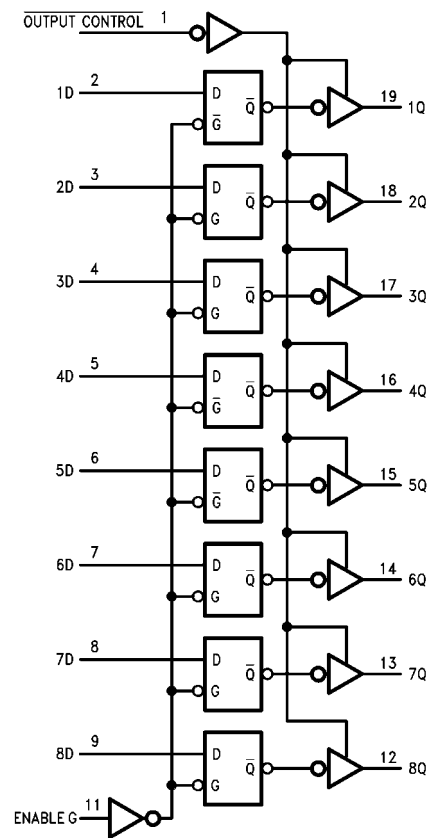 OUTPUT CONTROL 1
1D 2 D G̅ Q̅ 19 1Q
2D 3 D G Q̅ 18 2Q
3D 4 D G Q̅ 17 3Q
4D 5 D G̅ Q̅ 16 4Q
5D 6 D G̅ Q̅ 15 5Q
6D 7 D G Q̅ 14 6Q
7D 8 D G Q̅ 13 7Q
8D 9 D G Q̅ 12 8Q
ENABLE G 11